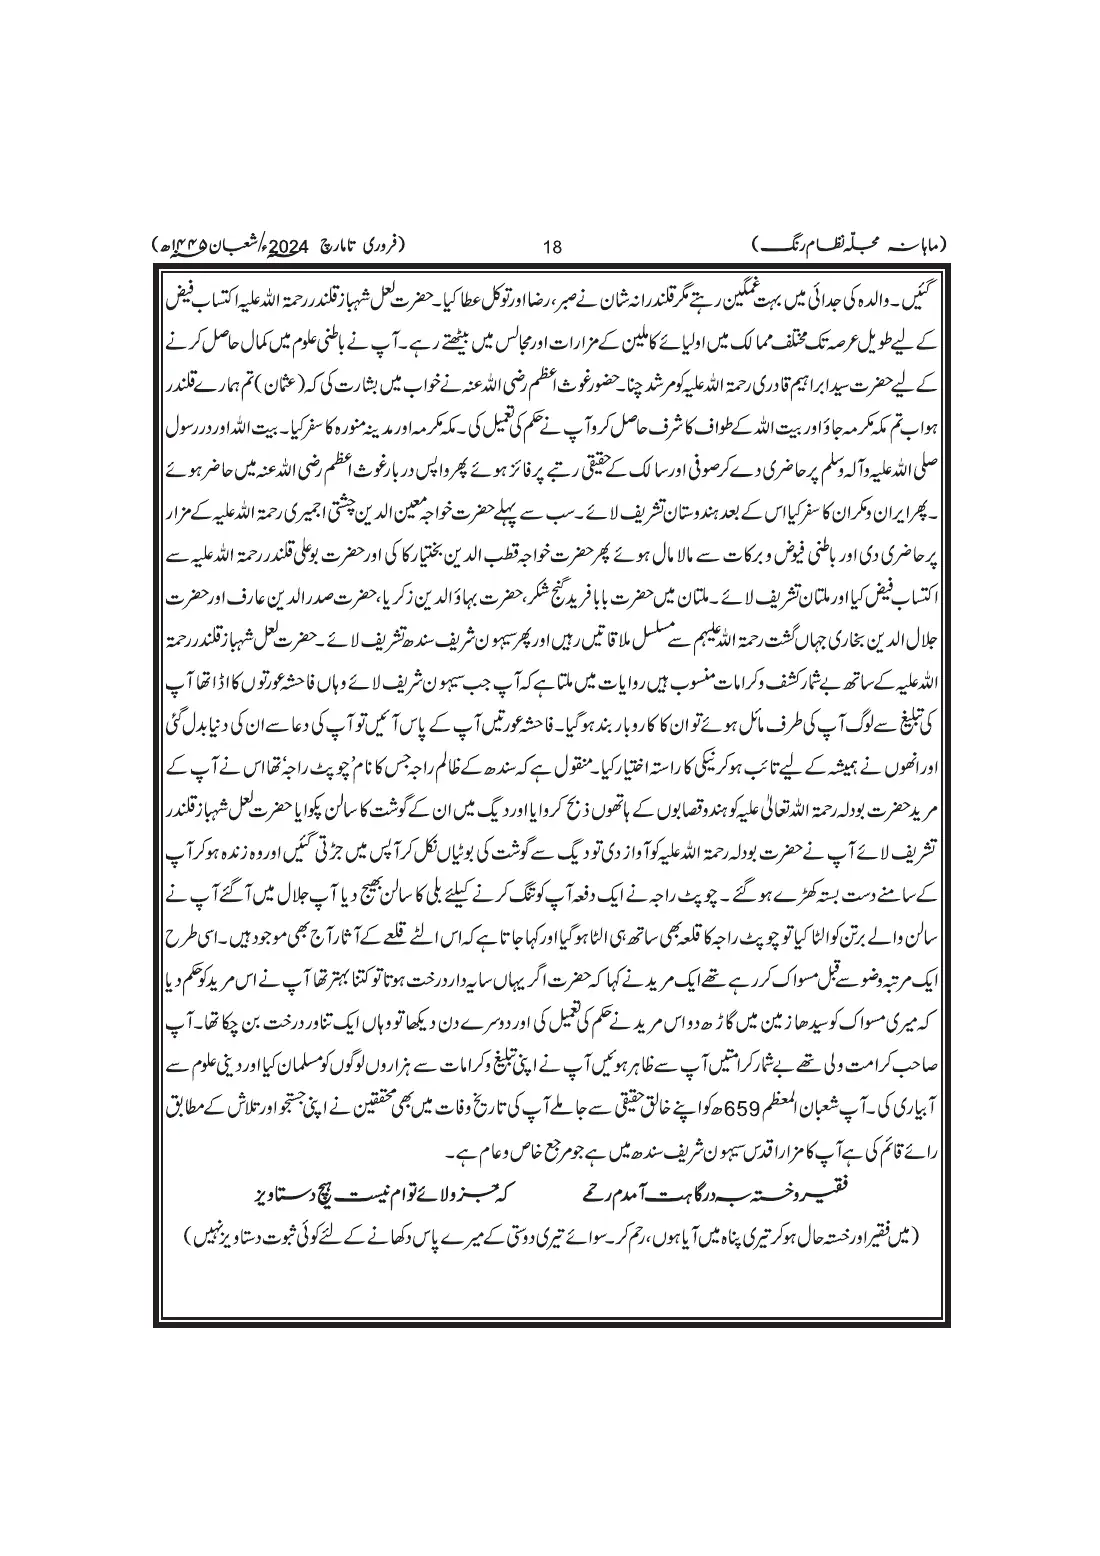 (ماہانہ مجلّہ نظام رنگ) 18 (فروری تا مارچ 2024ء/شعبان ۱۴۴۵ھ)
گئیں۔ والدہ کی جدائی میں بہت غمگین رہتے مگر قلندرانہ شان نے صبر، رضا اور توکل عطا کیا۔ حضرت لعل شہباز قلندر رحمۃ اللہ علیہ اکتساب فیض
کے لیے طویل عرصہ تک مختلف ممالک میں اولیائے کاملین کے مزارات اور مجالس میں بیٹھتے رہے۔ آپ نے باطنی علوم میں کمال حاصل کرنے
کے لیے حضرت سید ابراہیم قادری رحمۃ اللہ علیہ کو مرشد چنا۔ حضور غوث اعظم رضی اللہ عنہ نے خواب میں بشارت کی کہ (عثمان) تم ہمارے قلندر
ہو اب تم مکہ مکرمہ جاؤ اور بیت اللہ کے طواف کا شرف حاصل کرو آپ نے حکم کی تعمیل کی۔ مکہ مکرمہ اور مدینہ منورہ کا سفر کیا۔ بیت اللہ اور در رسول
صلی اللہ علیہ وآلہ وسلم پر حاضری دے کر صوفی اور سالک کے حقیقی رتبے پر فائز ہوئے پھر واپس دربار غوث اعظم رضی اللہ عنہ میں حاضر ہوئے
۔ پھر ایران و مکران کا سفر کیا اس کے بعد ہندوستان تشریف لائے۔ سب سے پہلے حضرت خواجہ معین الدین چشتی اجمیری رحمۃ اللہ علیہ کے مزار
پر حاضری دی اور باطنی فیوض و برکات سے مالا مال ہوئے پھر حضرت خواجہ قطب الدین بختیار کاکی اور حضرت بوعلی قلندر رحمۃ اللہ علیہ سے
اکتساب فیض کیا اور ملتان تشریف لائے۔ ملتان میں حضرت بابا فرید گنج شکر، حضرت بہاؤ الدین زکریا، حضرت صدر الدین عارف اور حضرت
جلال الدین بخاری جہاں گشت رحمۃ اللہ علیہم سے مسلسل ملاقاتیں رہیں اور پھر سیہون شریف سندھ تشریف لائے۔ حضرت لعل شہباز قلندر رحمۃ
اللہ علیہ کے ساتھ بے شمار کشف و کرامات منسوب ہیں روایات میں ملتا ہے کہ آپ جب سیہون شریف لائے وہاں فاحشہ عورتوں کا اڈا تھا آپ
کی تبلیغ سے لوگ آپ کی طرف مائل ہوئے تو ان کا کاروبار بند ہو گیا۔ فاحشہ عورتیں آپ کے پاس آئیں تو آپ کی دعا سے ان کی دنیا بدل گئی
اور انھوں نے ہمیشہ کے لیے تائب ہو کر نیکی کا راستہ اختیار کیا۔ منقول ہے کہ سندھ کے ظالم راجہ جس کا نام 'چوپٹ راجہ' تھا اس نے آپ کے
مرید حضرت بودلہ رحمۃ اللہ تعالیٰ علیہ کو ہندو قصابوں کے ہاتھوں ذبح کروایا اور دیگ میں ان کے گوشت کا سالن پکوایا حضرت لعل شہباز قلندر
تشریف لائے آپ نے حضرت بودلہ رحمۃ اللہ علیہ کو آواز دی تو دیگ سے گوشت کی بوٹیاں نکل کر آپس میں جڑتی گئیں اور وہ زندہ ہو کر آپ
کے سامنے دست بستہ کھڑے ہو گئے۔ چوپٹ راجہ نے ایک دفعہ آپ کو تنگ کرنے کیلئے بلی کا سالن بھیج دیا آپ جلال میں آ گئے آپ نے
سالن والے برتن کو الٹا کیا تو چوپٹ راجہ کا قلعہ بھی ساتھ ہی الٹا ہو گیا اور کہا جاتا ہے کہ اس الٹے قلعے کے آثار آج بھی موجود ہیں۔ اسی طرح
ایک مرتبہ وضو سے قبل مسواک کر رہے تھے ایک مرید نے کہا کہ حضرت اگر یہاں سایہ دار درخت ہوتا تو کتنا بہتر تھا آپ نے اس مرید کو حکم دیا
کہ میری مسواک کو سیدھا زمین میں گاڑھ دو اس مرید نے حکم کی تعمیل کی اور دوسرے دن دیکھا تو وہاں ایک تناور درخت بن چکا تھا۔ آپ
صاحب کرامت ولی تھے بے شمار کرامتیں آپ سے ظاہر ہوئیں آپ نے اپنی تبلیغ و کرامات سے ہزاروں لوگوں کو مسلمان کیا اور دینی علوم سے
آبیاری کی۔ آپ شعبان المعظم 659ھ کو اپنے خالق حقیقی سے جا ملے آپ کی تاریخ وفات میں بھی محققین نے اپنی جستجو اور تلاش کے مطابق
رائے قائم کی ہے آپ کا مزار اقدس سیہون شریف سندھ میں ہے جو مرجع خاص و عام ہے۔
فقیر و خستہ بہ درگاہت آمدم رحمے کہ جز ولائے توام نیست ہیچ دستاویز
(میں فقیر اور خستہ حال ہو کر تیری پناہ میں آیا ہوں، رحم کر۔ سوائے تیری دوستی کے میرے پاس دکھانے کے لئے کوئی ثبوت دستاویز نہیں)